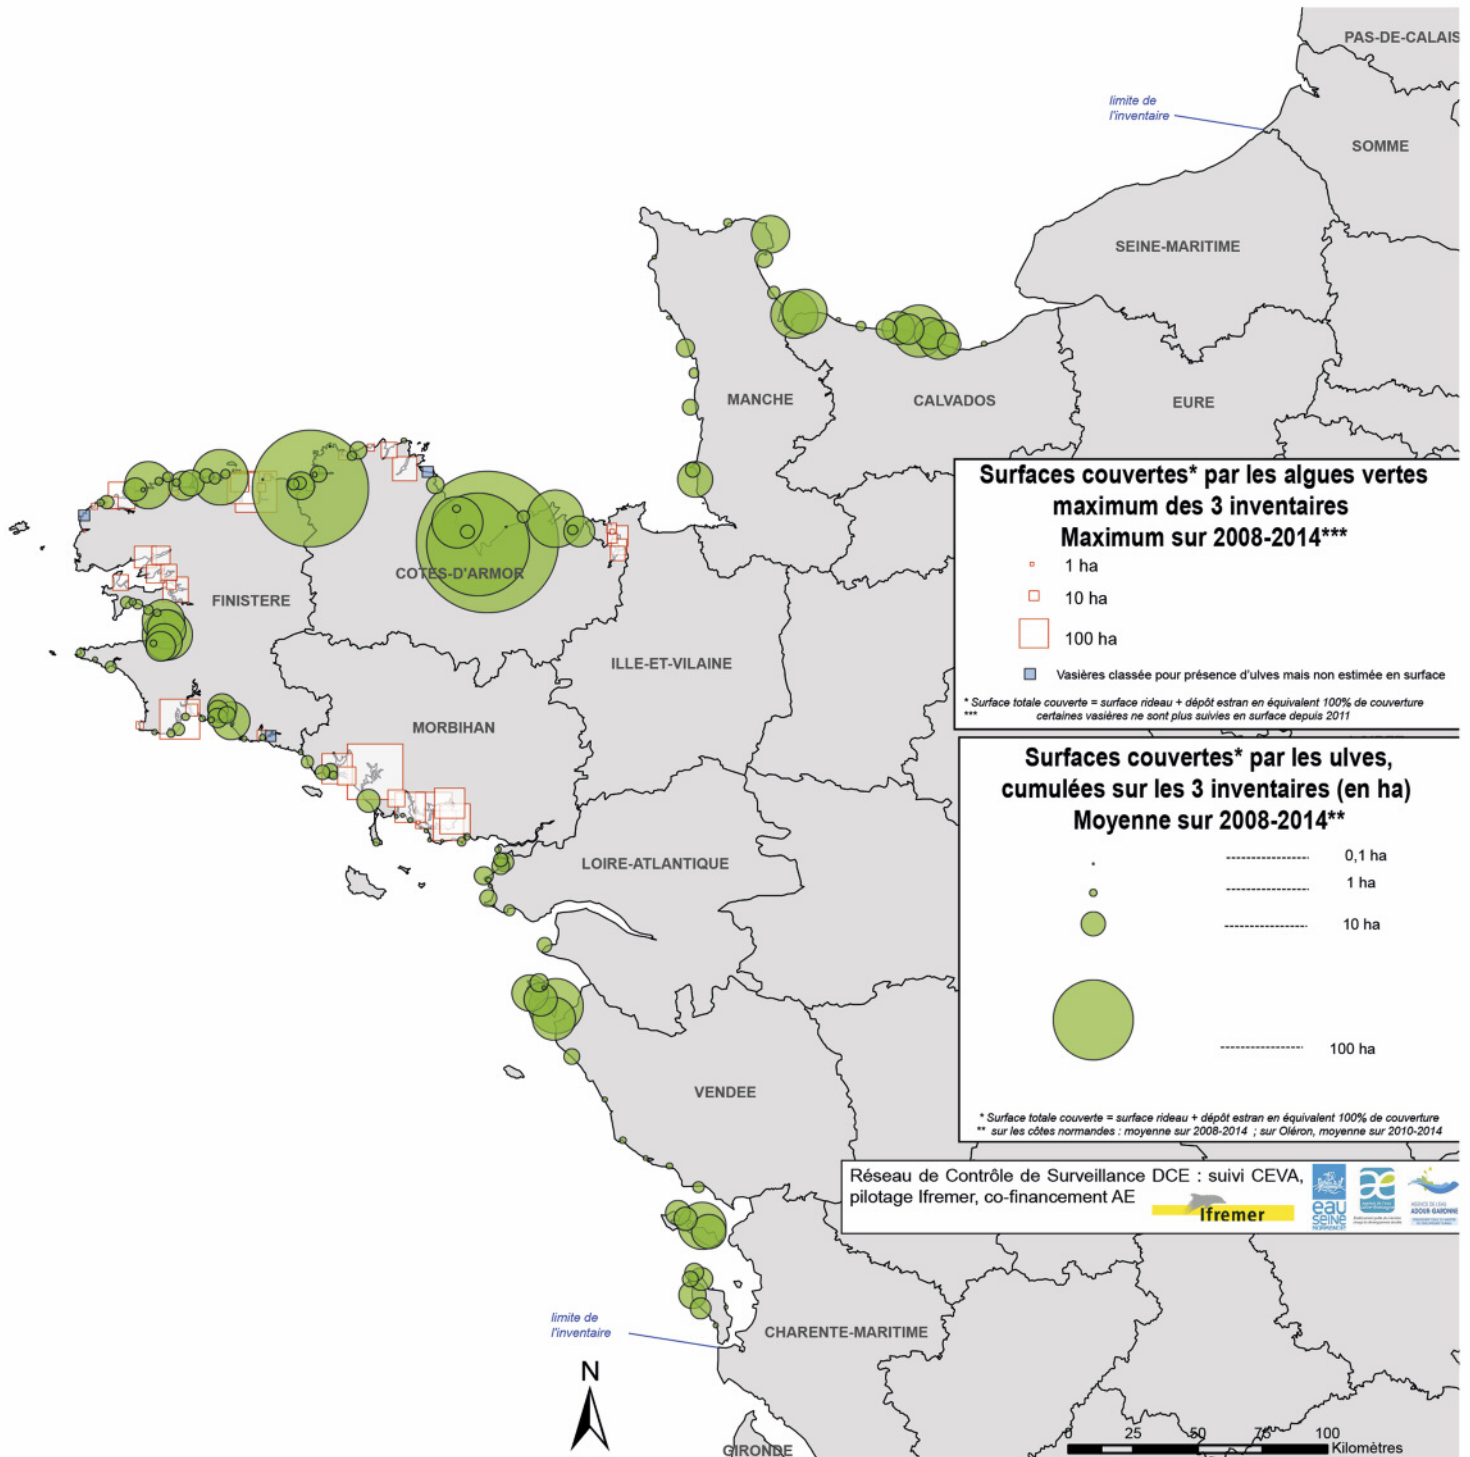 PAS-DE-CALAIS
limite de
l'inventaire
SOMME
SEINE-MARITIME
MANCHE
CALVADOS
EURE
Surfaces couvertes* par les algues vertes
maximum des 3 inventaires
Maximum sur 2008-2014***
1 ha
10 ha
100 ha
Vasières classée pour présence d'ulves mais non estimée en surface
* Surface totale couverte = surface rideau + dépôt estran en équivalent 100% de couverture
*** certaines vasières ne sont plus suivies en surface depuis 2011
COTES-D'ARMOR
FINISTERE
ILLE-ET-VILAINE
MORBIHAN
Surfaces couvertes* par les ulves,
cumulées sur les 3 inventaires (en ha)
Moyenne sur 2008-2014**
0,1 ha
1 ha
10 ha
100 ha
* Surface totale couverte = surface rideau + dépôt estran en équivalent 100% de couverture
** sur les côtes normandes : moyenne sur 2008-2014 ; sur Oléron, moyenne sur 2010-2014
LOIRE-ATLANTIQUE
VENDEE
Réseau de Contrôle de Surveillance DCE : suivi CEVA,
pilotage Ifremer, co-financement AE
Ifremer
eau
SEINE
NORMANDIE
ae
AGENCE DE L'EAU
ADOUR GARONNE
limite de
l'inventaire
CHARENTE-MARITIME
N
GIRONDE
0 25 50 75 100
Kilomètres